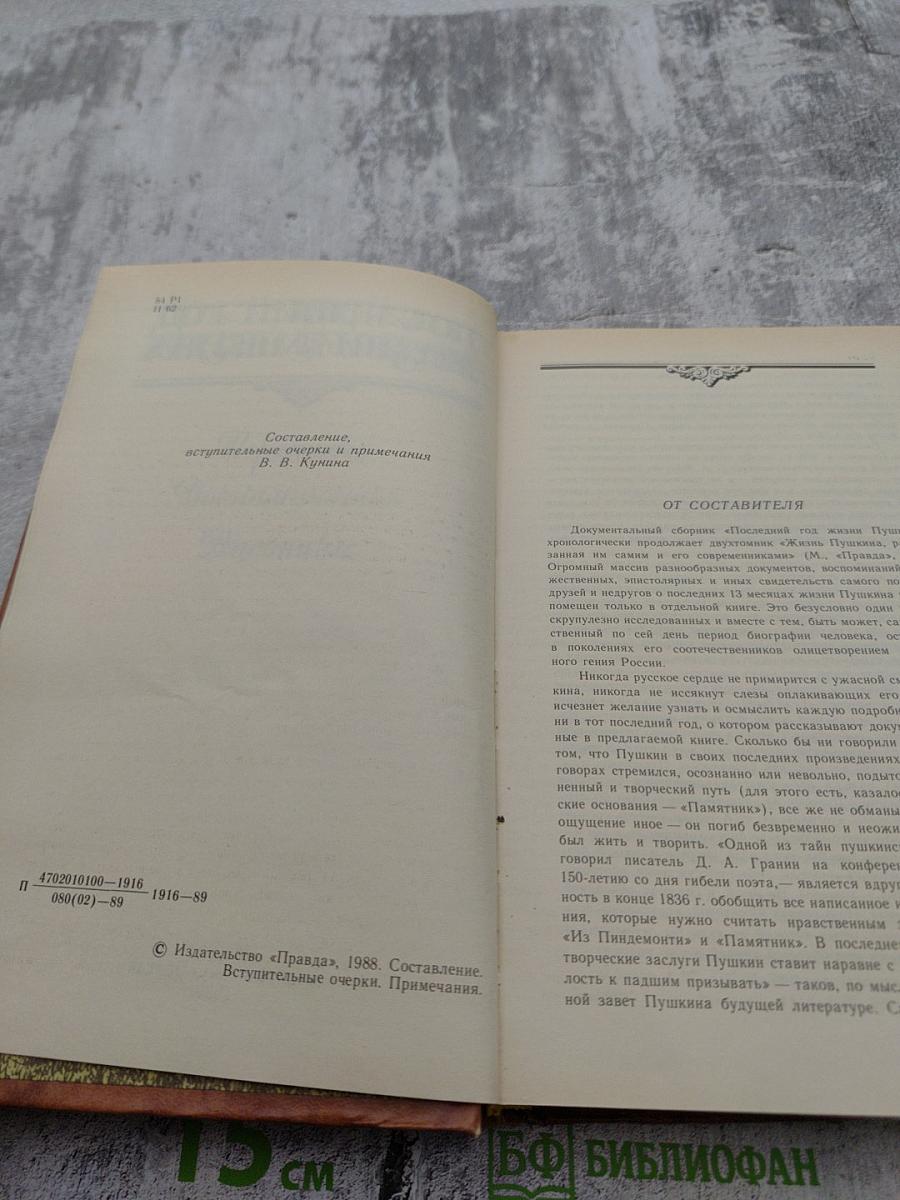 84 Р1
П 62
Составление,
вступительные очерки и примечания
В. В. Кунина
П 4702010100—1916
080(02)—89
1916—89
© Издательство «Правда», 1988. Составление.
Вступительные очерки. Примечания.
ОТ СОСТАВИТЕЛЯ
Документальный сборник «Последний год жизни Пушк
хронологически продолжает двухтомник «Жизнь Пушкина, р
занная им самим и его современниками» (М., «Правда»,
Огромный массив разнообразных документов, воспоминаний
жественных, эпистолярных и иных свидетельств самого по
друзей и недругов о последних 13 месяцах жизни Пушкина
помещен только в отдельной книге. Это безусловно один
скрупулезно исследованных и вместе с тем, быть может, са
ственный по сей день период биографии человека, ос
в поколениях его соотечественников олицетворением
ного гения России.
Никогда русское сердце не примирится с ужасной см
кина, никогда не иссякнут слезы оплакивающих его
исчезнет желание узнать и осмыслить каждую подроб
ни в тот последний год, о котором рассказывают доку
ные в предлагаемой книге. Сколько бы ни говорили
том, что Пушкин в своих последних произведениях
говорах стремился, осознанно или невольно, подыто
ненный и творческий путь (для этого есть, казало
ские основания — «Памятник»), все же не обманы
ощущение иное — он погиб безвременно и неожи
был жить и творить. «Одной из тайн пушкинс
говорил писатель Д. А. Гранин на конфере
150-летию со дня гибели поэта,— является вдру
ность в конце 1836 г. обобщить все написанное и
ния, которые нужно считать нравственным
«Из Пиндемонти» и «Памятник». В последне
творческие заслуги Пушкин ставит наравне с
лость к падшим призывать» — таков, по мыс
ной завет Пушкина будущей литературе. С
15 СМ
БФ БИБЛИОФАН